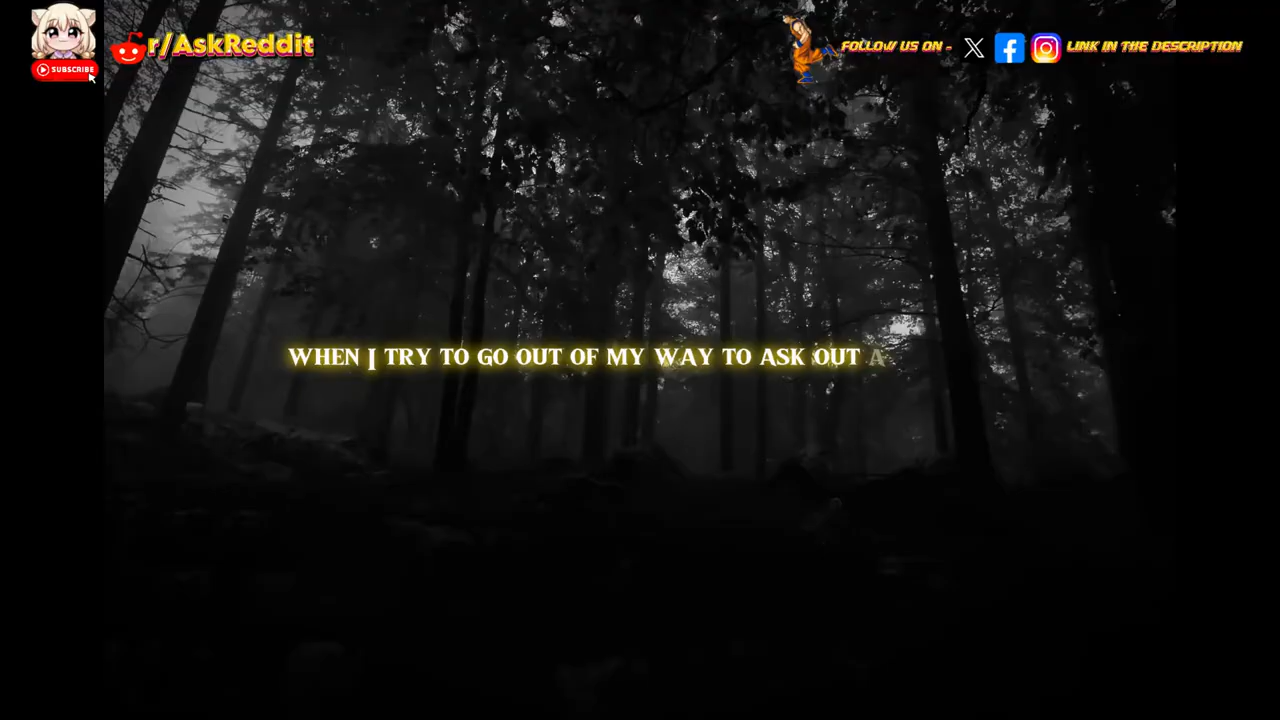 r/AskReddit
SUBSCRIBE
FOLLOW US ON -
LINK IN THE DESCRIPTION
WHEN I TRY TO GO OUT OF MY WAY TO ASK OUT A